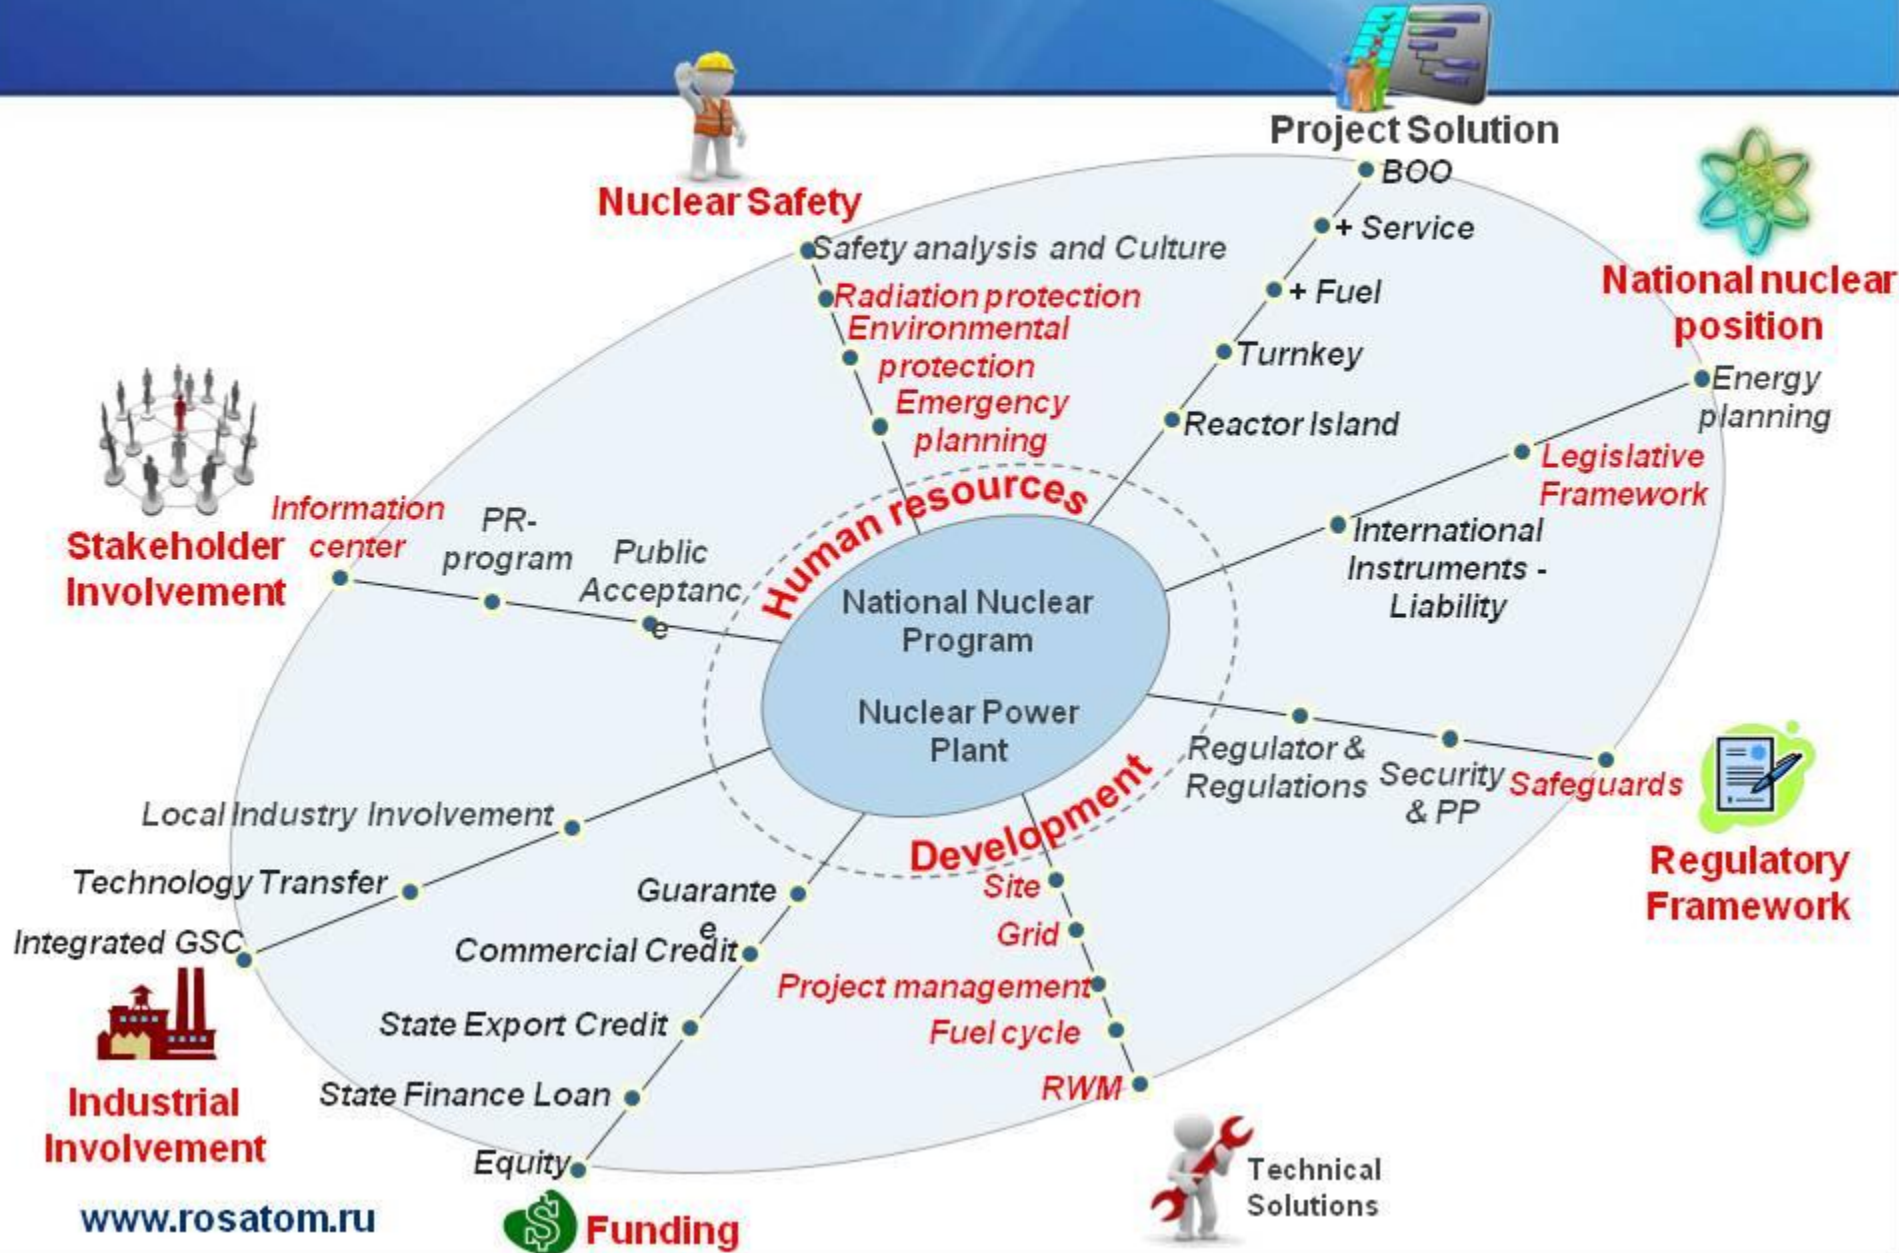 Project Solution
BOO
+ Service
+ Fuel
Turnkey
Reactor Island
Nuclear Safety
Safety analysis and Culture
Radiation protection
Environmental
protection
Emergency
planning
National nuclear
position
Energy
planning
Legislative
Framework
International
Instruments -
Liability
Stakeholder
Involvement
Information
center
PR-
program
Public
Acceptanc
e
Human resources
National Nuclear
Program
Nuclear Power
Plant
Development
Regulator &
Regulations
Security
& PP
Safeguards
Regulatory
Framework
Local Industry Involvement
Technology Transfer
Integrated GSC
Industrial
Involvement
Guarante
e
Commercial Credit
State Export Credit
State Finance Loan
Equity
Funding
Site
Grid
Project management
Fuel cycle
RWM
Technical
Solutions
www.rosatom.ru